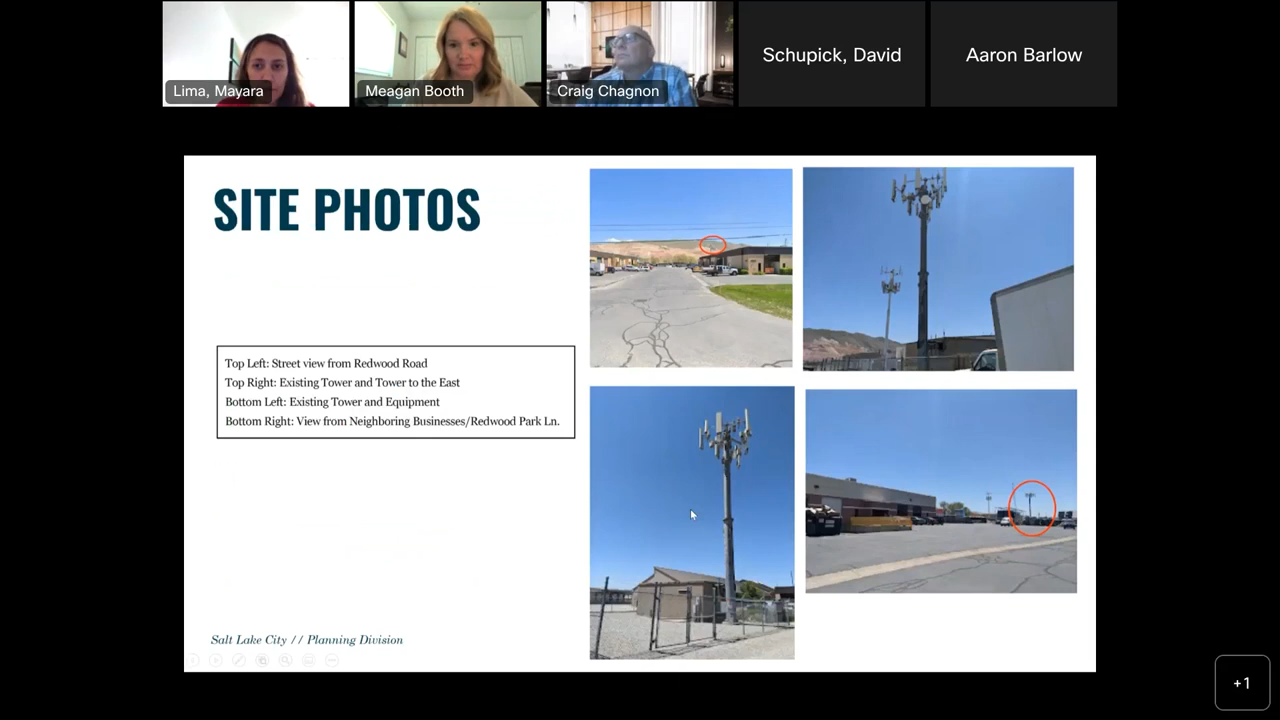 Lima, Mayara
Meagan Booth
Craig Chagnon
Schupick, David
Aaron Barlow
SITE PHOTOS
Top Left: Street view from Redwood Road
Top Right: Existing Tower and Tower to the East
Bottom Left: Existing Tower and Equipment
Bottom Right: View from Neighboring Businesses/Redwood Park Ln.
Salt Lake City // Planning Division
+1